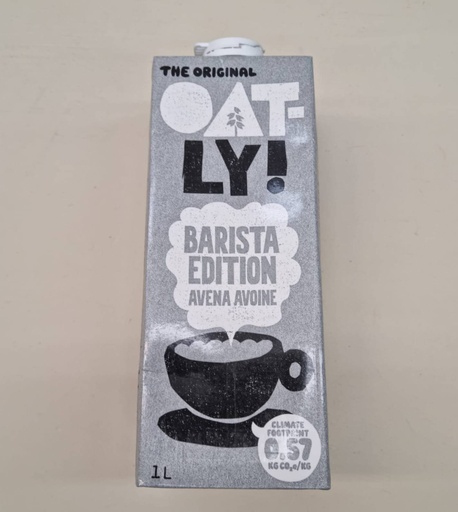 THE ORIGINAL
OAT-
LY!
BARISTA
EDITION
AVENA AVOINE
CLIMATE
FOOTPRINT
0,57
KG CO₂e/KG
1L